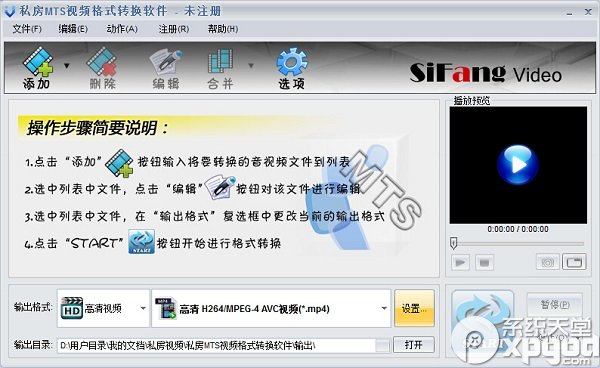 私房MTS视频格式转换软件 - 未注册
文件(F) 编辑(E) 动作(A) 注册(R) 帮助(H)
添加 删除 编辑 合并 选项
SiFang Video
播放预览
操作步骤简要说明：
1.点击“添加” 按钮输入将要转换的音视频文件到列表
2.选中列表中文件，点击“编辑” 按钮对该文件进行编辑
3.选中列表中文件，在“输出格式”复选框中更改当前的输出格式
4.点击“START” START 按钮开始进行格式转换
MTS
0:00:00 / 0:00:00
输出格式: HD 高清视频 MP4 高清 H264/MPEG-4 AVC视频(*.mp4) 设置...
暂停(P)
输出目录: D:\用户目录\我的文档\私房视频\私房MTS视频格式转换软件\输出\ 打开
系统天堂
xpgod.com